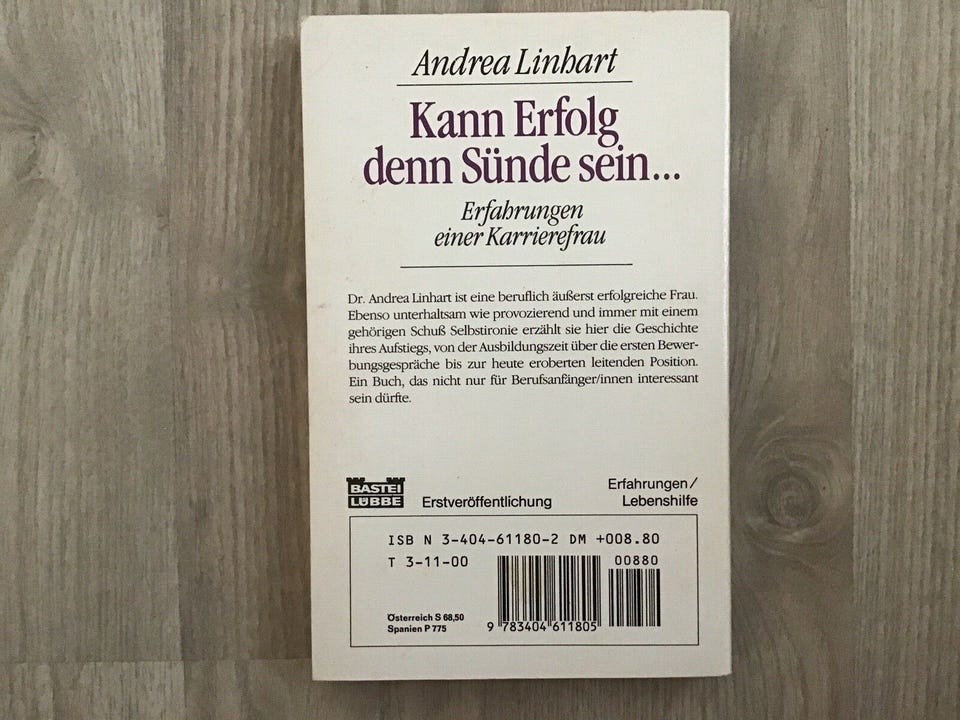 Andrea Linhart
Kann Erfolg
denn Sünde sein...
Erfahrungen
einer Karrierefrau
Dr. Andrea Linhart ist eine beruflich äußerst erfolgreiche Frau.
Ebenso unterhaltsam wie provozierend und immer mit einem
gehörigen Schuß Selbstironie erzählt sie hier die Geschichte
ihres Aufstiegs, von der Ausbildungszeit über die ersten Bewer-
bungsgespräche bis zur heute eroberten leitenden Position.
Ein Buch, das nicht nur für Berufsanfänger/innen interessant
sein dürfte.
BASTEI
LÜBBE
Erstveröffentlichung
Erfahrungen/
Lebenshilfe
ISB N 3-404-61180-2 DM +008.80
T 3-11-00
00880
Österreich S 68,50
Spanien P 775
9 783404 611805